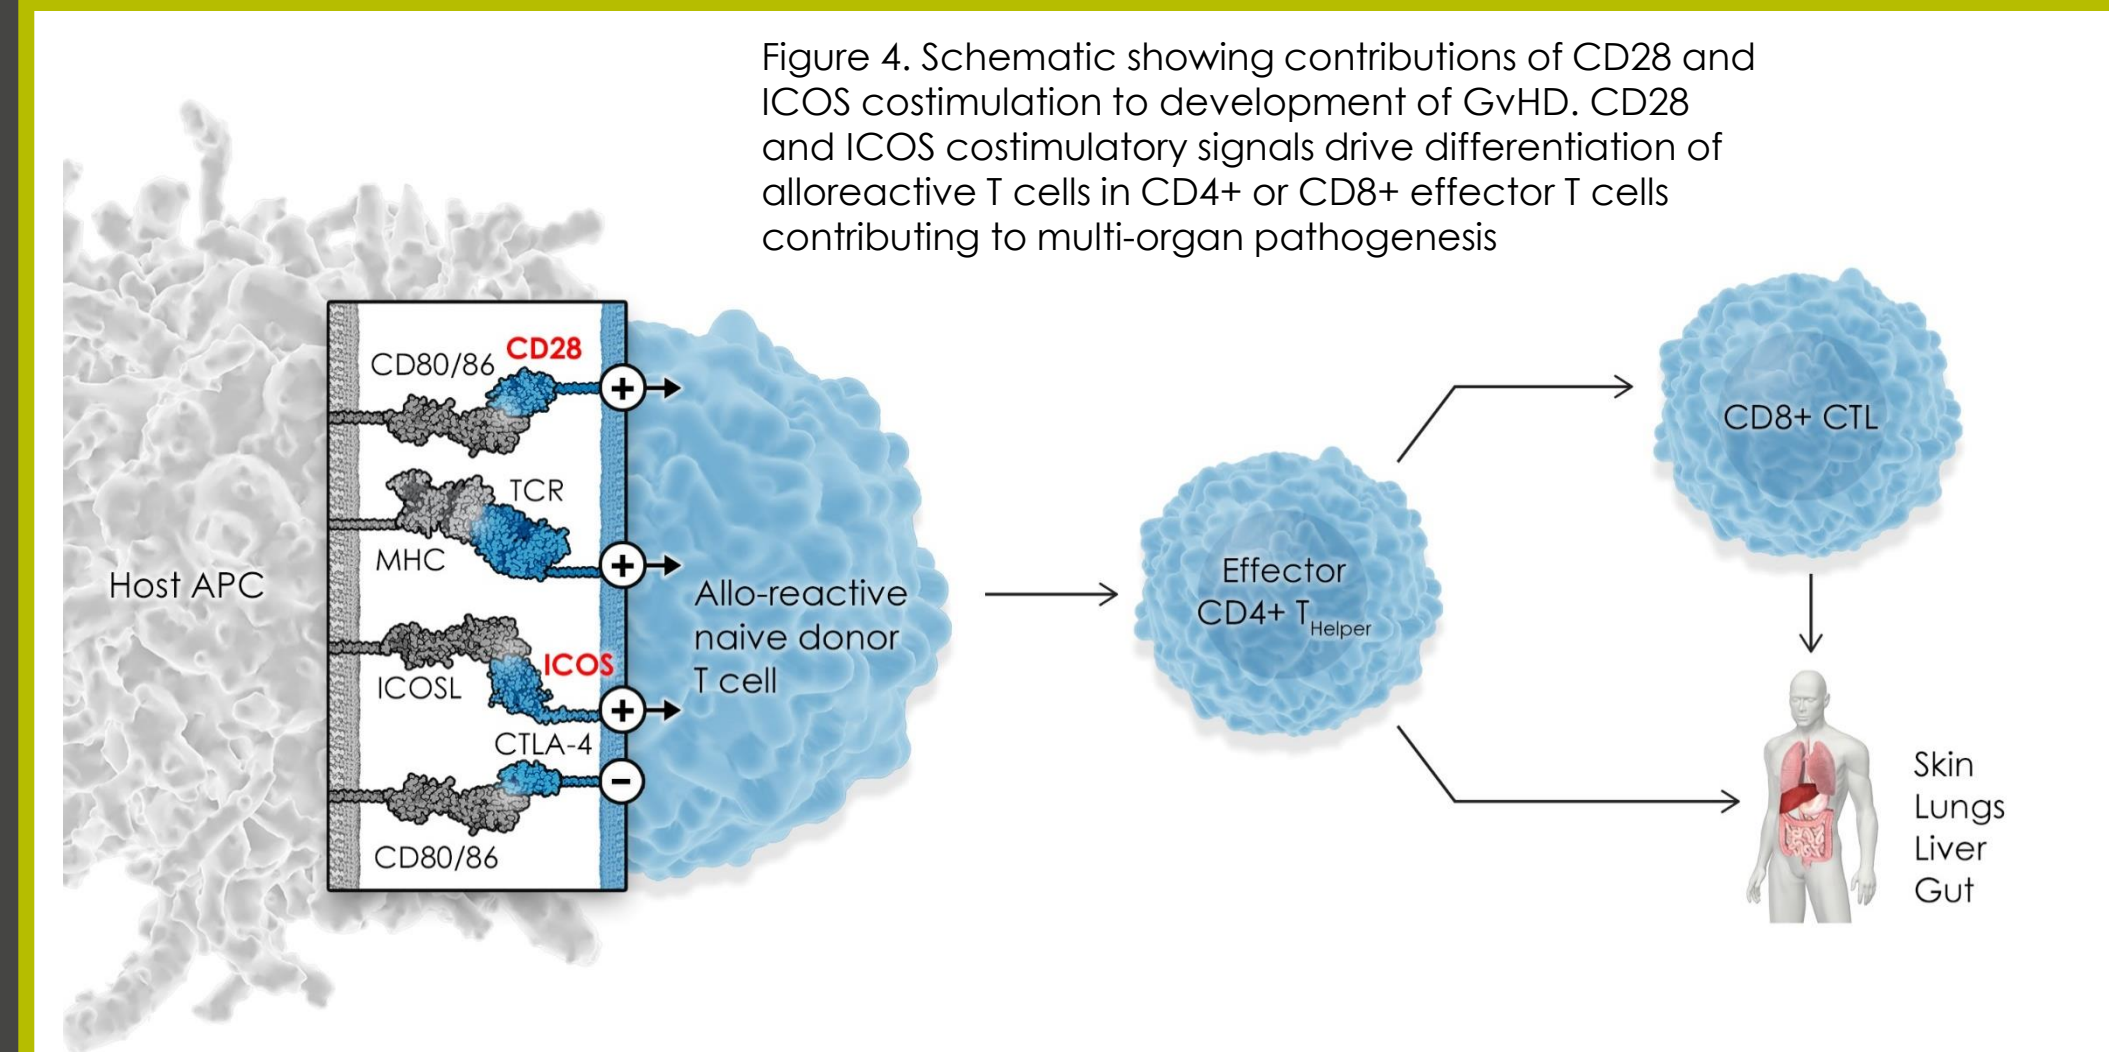 Figure 4. Schematic showing contributions of CD28 and
ICOS costimulation to development of GvHD. CD28
and ICOS costimulatory signals drive differentiation of
alloreactive T cells in CD4+ or CD8+ effector T cells
contributing to multi-organ pathogenesis
Host APC
CD80/86
CD28
+
TCR
MHC
+
ICOS
ICOSL
+
CTLA-4
-
CD80/86
Allo-reactive
naive donor
T cell
Effector
CD4+ THelper
CD8+ CTL
Skin
Lungs
Liver
Gut